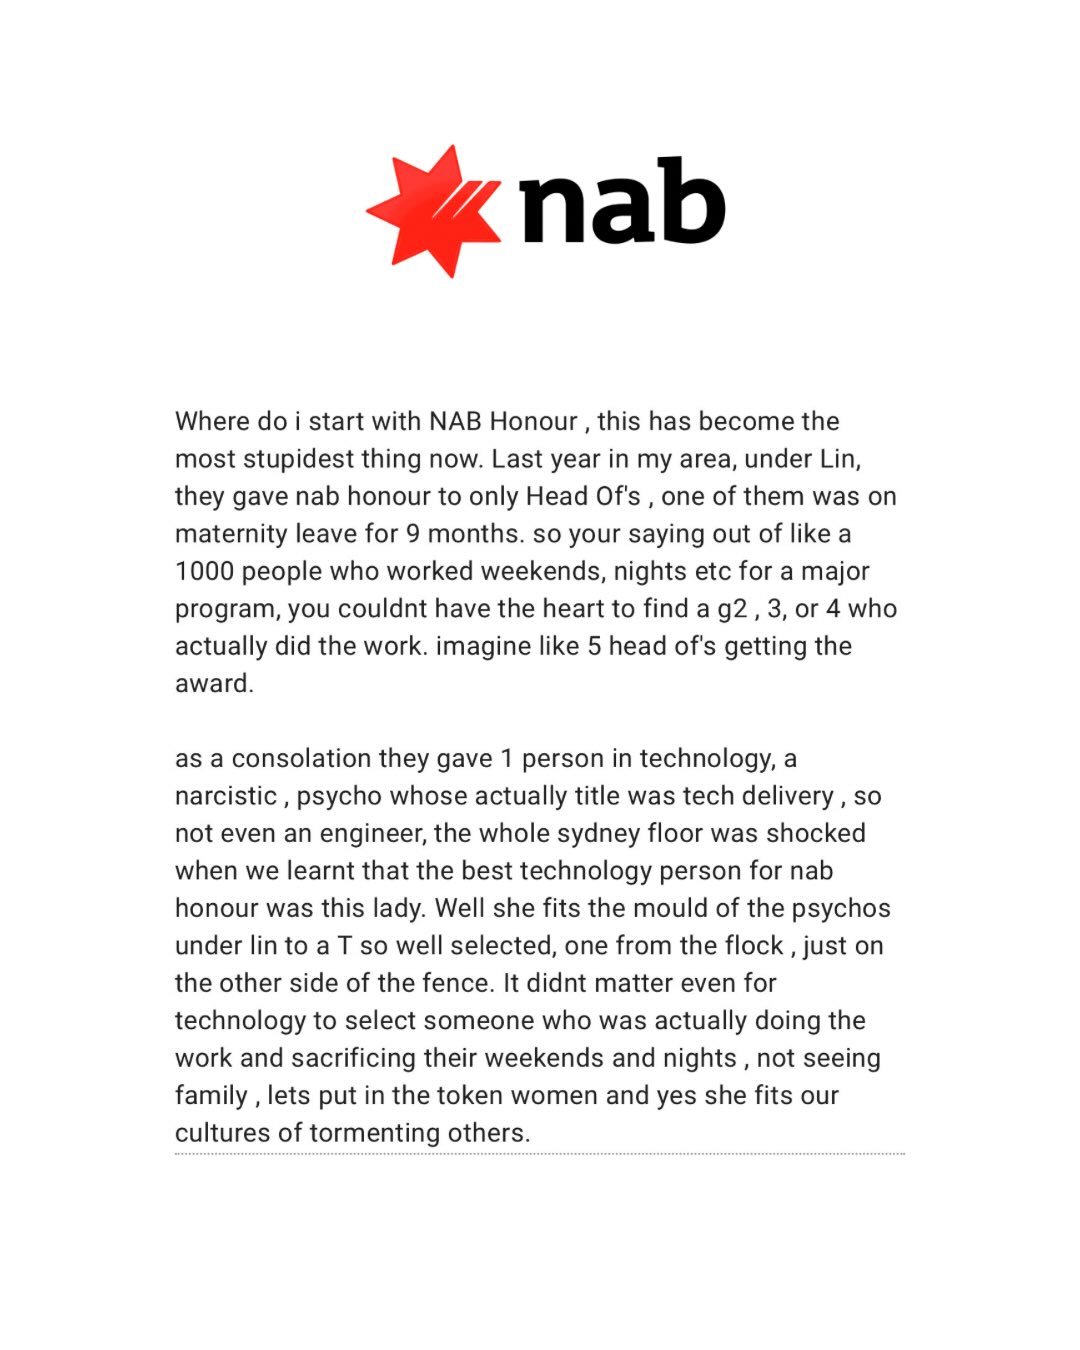 nab
Where do i start with NAB Honour , this has become the
most stupidest thing now. Last year in my area, under Lin,
they gave nab honour to only Head Of's , one of them was on
maternity leave for 9 months. so your saying out of like a
1000 people who worked weekends, nights etc for a major
program, you couldnt have the heart to find a g2 , 3, or 4 who
actually did the work. imagine like 5 head of's getting the
award.
as a consolation they gave 1 person in technology, a
narcistic , psycho whose actually title was tech delivery , so
not even an engineer, the whole sydney floor was shocked
when we learnt that the best technology person for nab
honour was this lady. Well she fits the mould of the psychos
under lin to a T so well selected, one from the flock , just on
the other side of the fence. It didnt matter even for
technology to select someone who was actually doing the
work and sacrificing their weekends and nights , not seeing
family , lets put in the token women and yes she fits our
cultures of tormenting others.